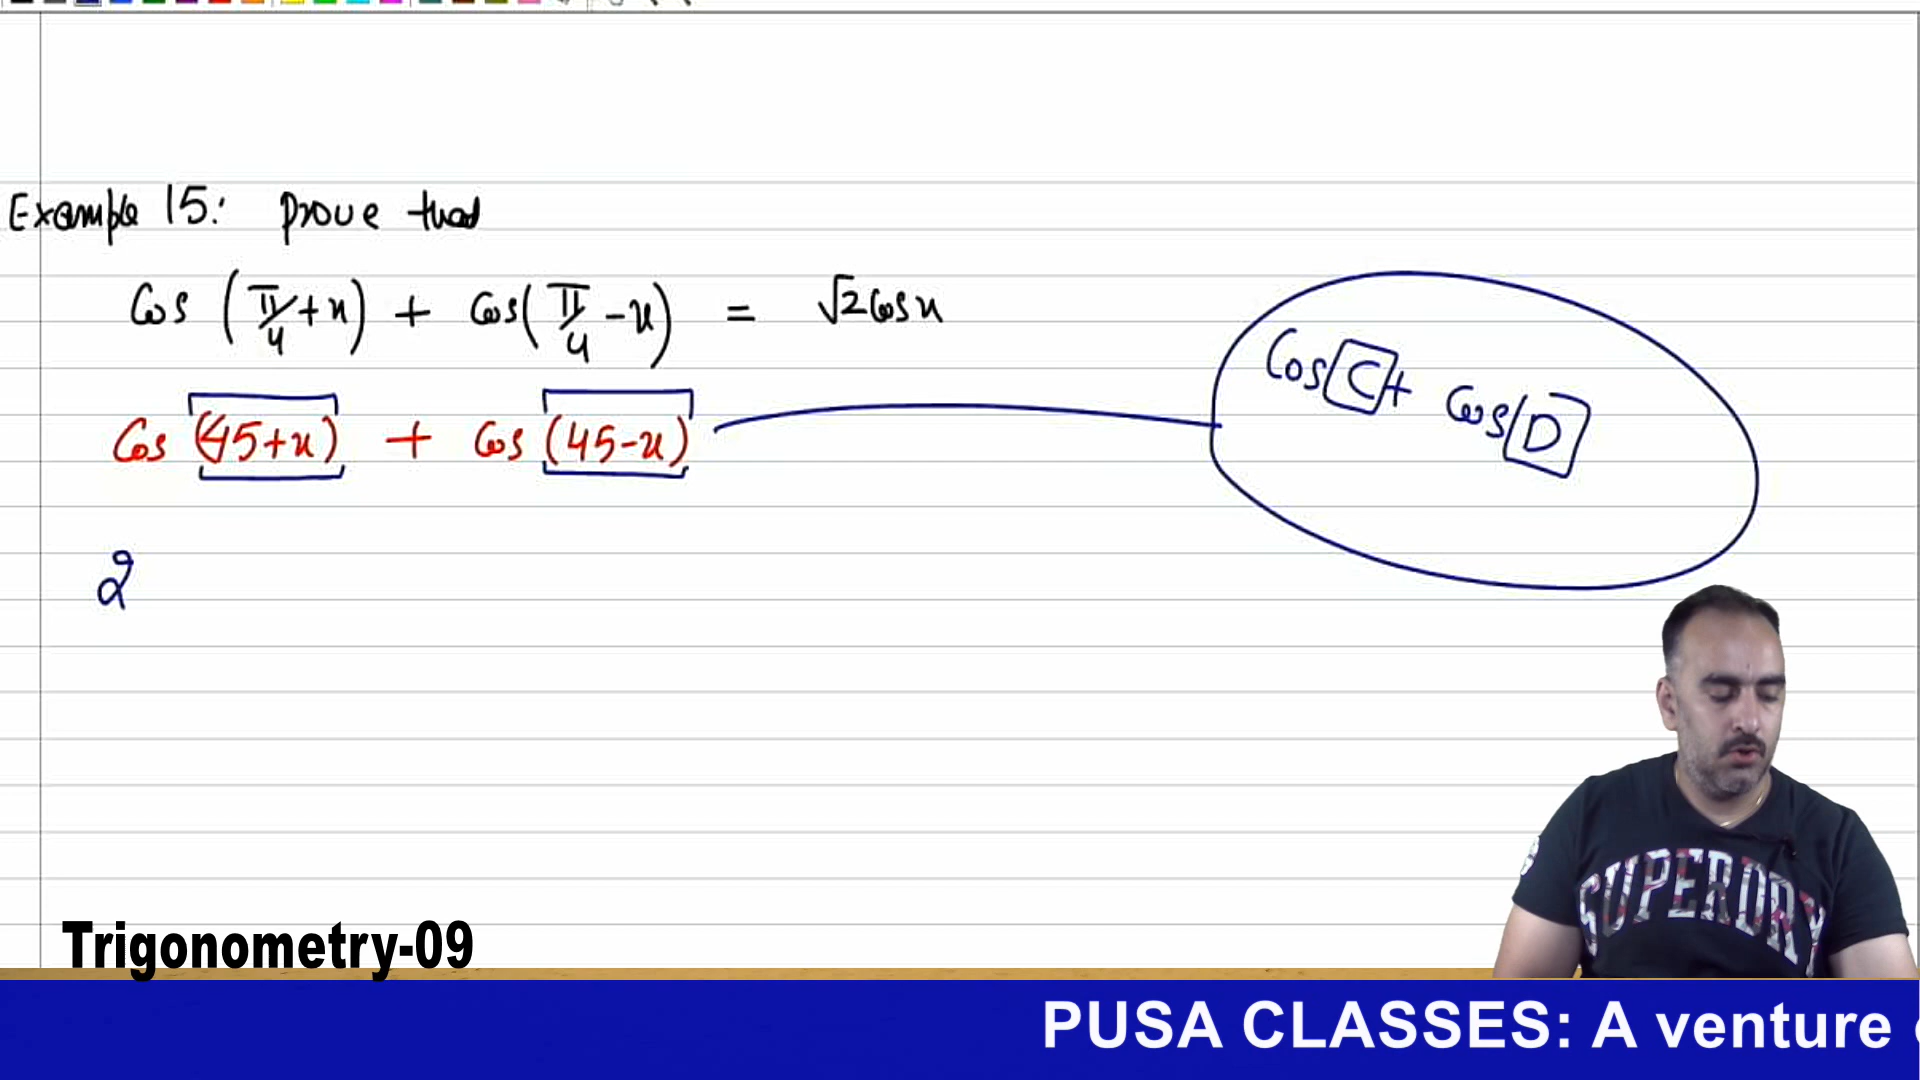 Example 15: prove that
Cos (π/4 + x) + Cos (π/4 - x) = √2 Cos x
Cos (45+x) + Cos (45-x)
Cos C + Cos D
2
SUPERDRY
Trigonometry-09
PUSA CLASSES: A venture